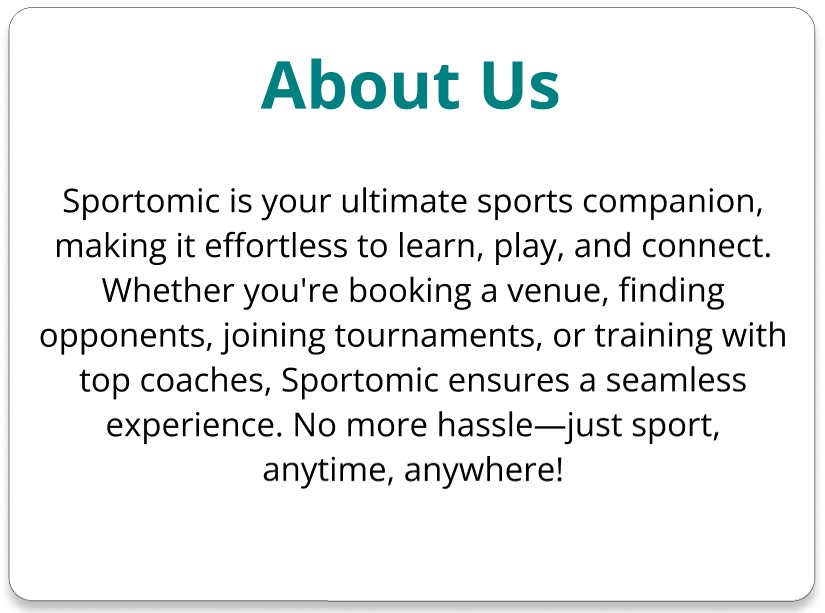 About Us
Sportomic is your ultimate sports companion,
making it effortless to learn, play, and connect.
Whether you're booking a venue, finding
opponents, joining tournaments, or training with
top coaches, Sportomic ensures a seamless
experience. No more hassle—just sport,
anytime, anywhere!